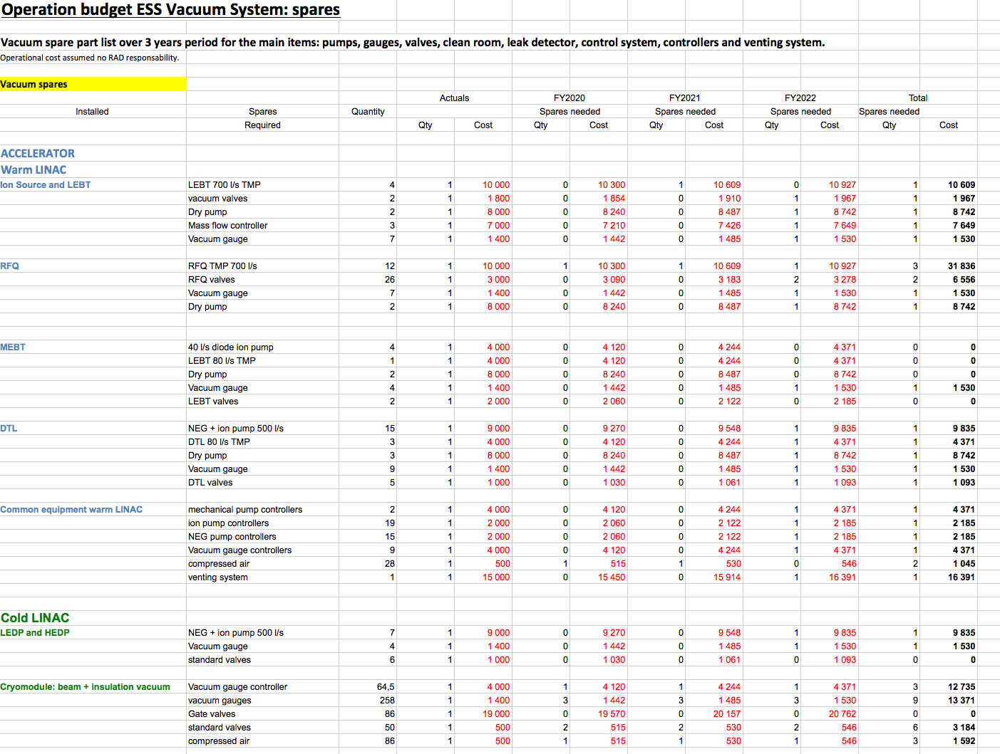 Operation budget ESS Vacuum System: spares
Vacuum spare part list over 3 years period for the main items: pumps, gauges, valves, clean room, leak detector, control system, controllers and venting system.
Operational cost assumed no RAD responsability.
Vacuum spares
Actuals FY2020 FY2021 FY2022 Total
Installed Spares Quantity Spares needed Spares needed Spares needed Spares needed
Required Qty Cost Qty Cost Qty Cost Qty Cost Qty Cost
ACCELERATOR
Warm LINAC
Ion Source and LEBT LEBT 700 l/s TMP 4 1 10 000 0 10 300 1 10 609 0 10 927 1 10 609
vacuum valves 2 1 1 800 0 1 854 0 1 910 1 1 967 1 1 967
Dry pump 2 1 8 000 0 8 240 0 8 487 1 8 742 1 8 742
Mass flow controller 3 1 7 000 0 7 210 0 7 426 1 7 649 1 7 649
Vacuum gauge 7 1 1 400 0 1 442 0 1 485 1 1 530 1 1 530
RFQ RFQ TMP 700 l/s 12 1 10 000 1 10 300 1 10 609 1 10 927 3 31 836
RFQ valves 26 1 3 000 0 3 090 0 3 183 2 3 278 2 6 556
Vacuum gauge 7 1 1 400 0 1 442 0 1 485 1 1 530 1 1 530
Dry pump 2 1 8 000 0 8 240 0 8 487 1 8 742 1 8 742
MEBT 40 l/s diode ion pump 4 1 4 000 0 4 120 0 4 244 0 4 371 0 0
LEBT 80 l/s TMP 1 1 4 000 0 4 120 0 4 244 0 4 371 0 0
Dry pump 2 1 8 000 0 8 240 0 8 487 0 8 742 0 0
Vacuum gauge 4 1 1 400 0 1 442 0 1 485 1 1 530 1 1 530
LEBT valves 2 1 2 000 0 2 060 0 2 122 0 2 185 0 0
DTL NEG + ion pump 500 l/s 15 1 9 000 0 9 270 0 9 548 1 9 835 1 9 835
DTL 80 l/s TMP 3 1 4 000 0 4 120 0 4 244 1 4 371 1 4 371
Dry pump 3 1 8 000 0 8 240 0 8 487 1 8 742 1 8 742
Vacuum gauge 9 1 1 400 0 1 442 0 1 485 1 1 530 1 1 530
DTL valves 5 1 1 000 0 1 030 0 1 061 1 1 093 1 1 093
Common equipment warm LINAC mechanical pump controllers 2 1 4 000 0 4 120 0 4 244 1 4 371 1 4 371
ion pump controllers 19 1 2 000 0 2 060 0 2 122 1 2 185 1 2 185
NEG pump controllers 15 1 2 000 0 2 060 0 2 122 1 2 185 1 2 185
Vacuum gauge controllers 9 1 4 000 0 4 120 0 4 244 1 4 371 1 4 371
compressed air 28 1 500 1 515 1 530 0 546 2 1 045
venting system 1 1 15 000 0 15 450 0 15 914 1 16 391 1 16 391
Cold LINAC
LEDP and HEDP NEG + ion pump 500 l/s 7 1 9 000 0 9 270 0 9 548 1 9 835 1 9 835
Vacuum gauge 4 1 1 400 0 1 442 0 1 485 1 1 530 1 1 530
standard valves 6 1 1 000 0 1 030 0 1 061 0 1 093 0 0
Cryomodule: beam + insulation vacuum Vacuum gauge controller 64,5 1 4 000 1 4 120 1 4 244 1 4 371 3 12 735
vacuum gauges 258 1 1 400 3 1 442 3 1 485 3 1 530 9 13 371
Gate valves 86 1 19 000 0 19 570 0 20 157 0 20 762 0 0
standard valves 50 1 500 2 515 2 530 2 546 6 3 184
compressed air 86 1 500 1 515 1 530 1 546 3 1 592